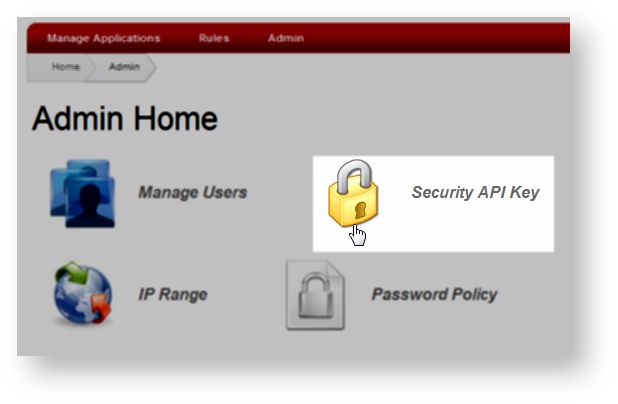 Manage Applications Rules Admin
Home Admin
Admin Home
Manage Users Security API Key
IP Range Password Policy